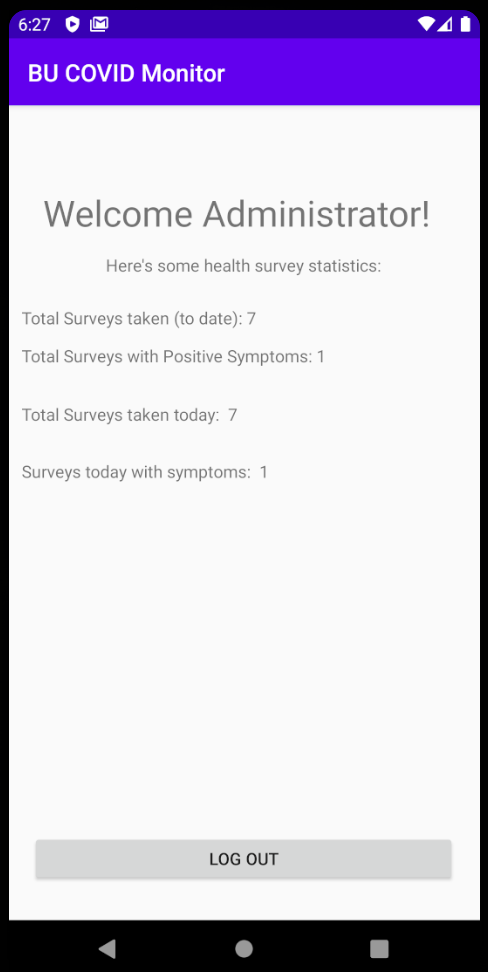 6:27
BU COVID Monitor
Welcome Administrator!
Here's some health survey statistics:
Total Surveys taken (to date): 7
Total Surveys with Positive Symptoms: 1
Total Surveys taken today:  7
Surveys today with symptoms:  1
LOG OUT